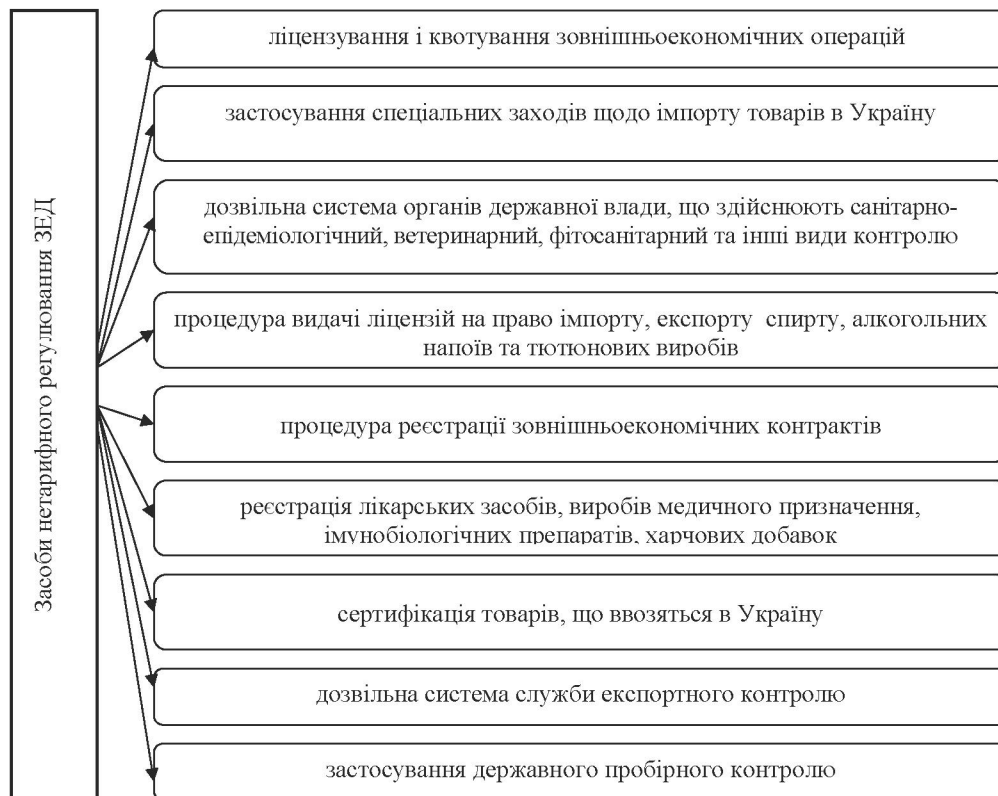 Засоби нетарифного регулювання ЗЕД
ліцензування і квотування зовнішньоекономічних операцій
застосування спеціальних заходів щодо імпорту товарів в Україну
дозвільна система органів державної влади, що здійснюють санітарно-
епідеміологічний, ветеринарний, фітосанітарний та інші види контролю
процедура видачі ліцензій на право імпорту, експорту спирту, алкогольних
напоїв та тютюнових виробів
процедура реєстрації зовнішньоекономічних контрактів
реєстрація лікарських засобів, виробів медичного призначення,
імунобіологічних препаратів, харчових добавок
сертифікація товарів, що ввозяться в Україну
дозвільна система служби експортного контролю
застосування державного пробірного контролю